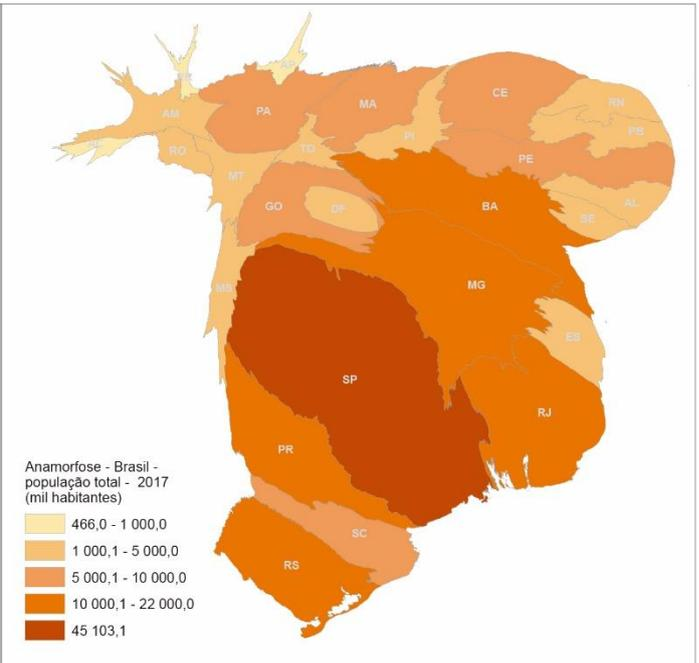 AP
RR
AM
PA
MA
CE
RN
PB
PI
PE
AC
RO
TO
MT
GO
DF
BA
AL
SE
MS
MG
ES
SP
RJ
PR
SC
RS
Anamorfose - Brasil -
população total - 2017
(mil habitantes)
466,0 - 1 000,0
1 000,1 - 5 000,0
5 000,1 - 10 000,0
10 000,1 - 22 000,0
45 103,1